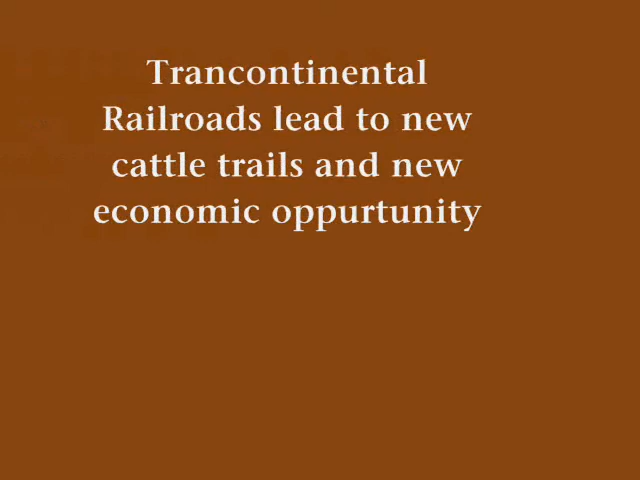 Trancontinental
Railroads lead to new
cattle trails and new
economic oppurtunity